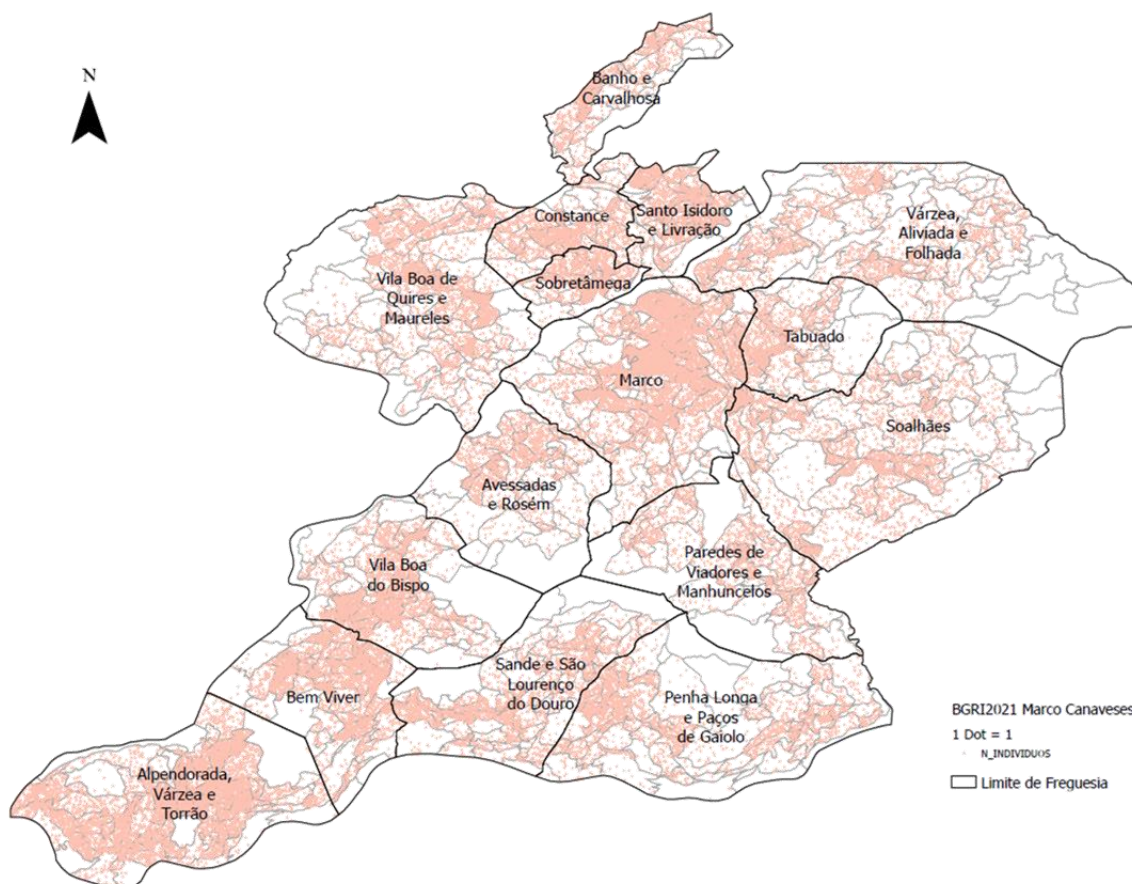 N
Banho e
Carvalhosa
Constance
Santo Isidoro
e Livração
Várzea,
Aliviada e
Folhada
Vila Boa de
Quires e
Maureles
Sobretâmega
Tabuado
Marco
Soalhães
Avessadas
e Rosém
Paredes de
Viadores e
Manhuncelos
Vila Boa
do Bispo
Sande e São
Lourenço
do Douro
Bem Viver
Penha Longa
e Paços
de Gaiolo
Alpendorada,
Várzea e
Torrão
BGRI2021 Marco Canaveses
1 Dot = 1
N_INDIVIDUOS
Limite de Freguesia